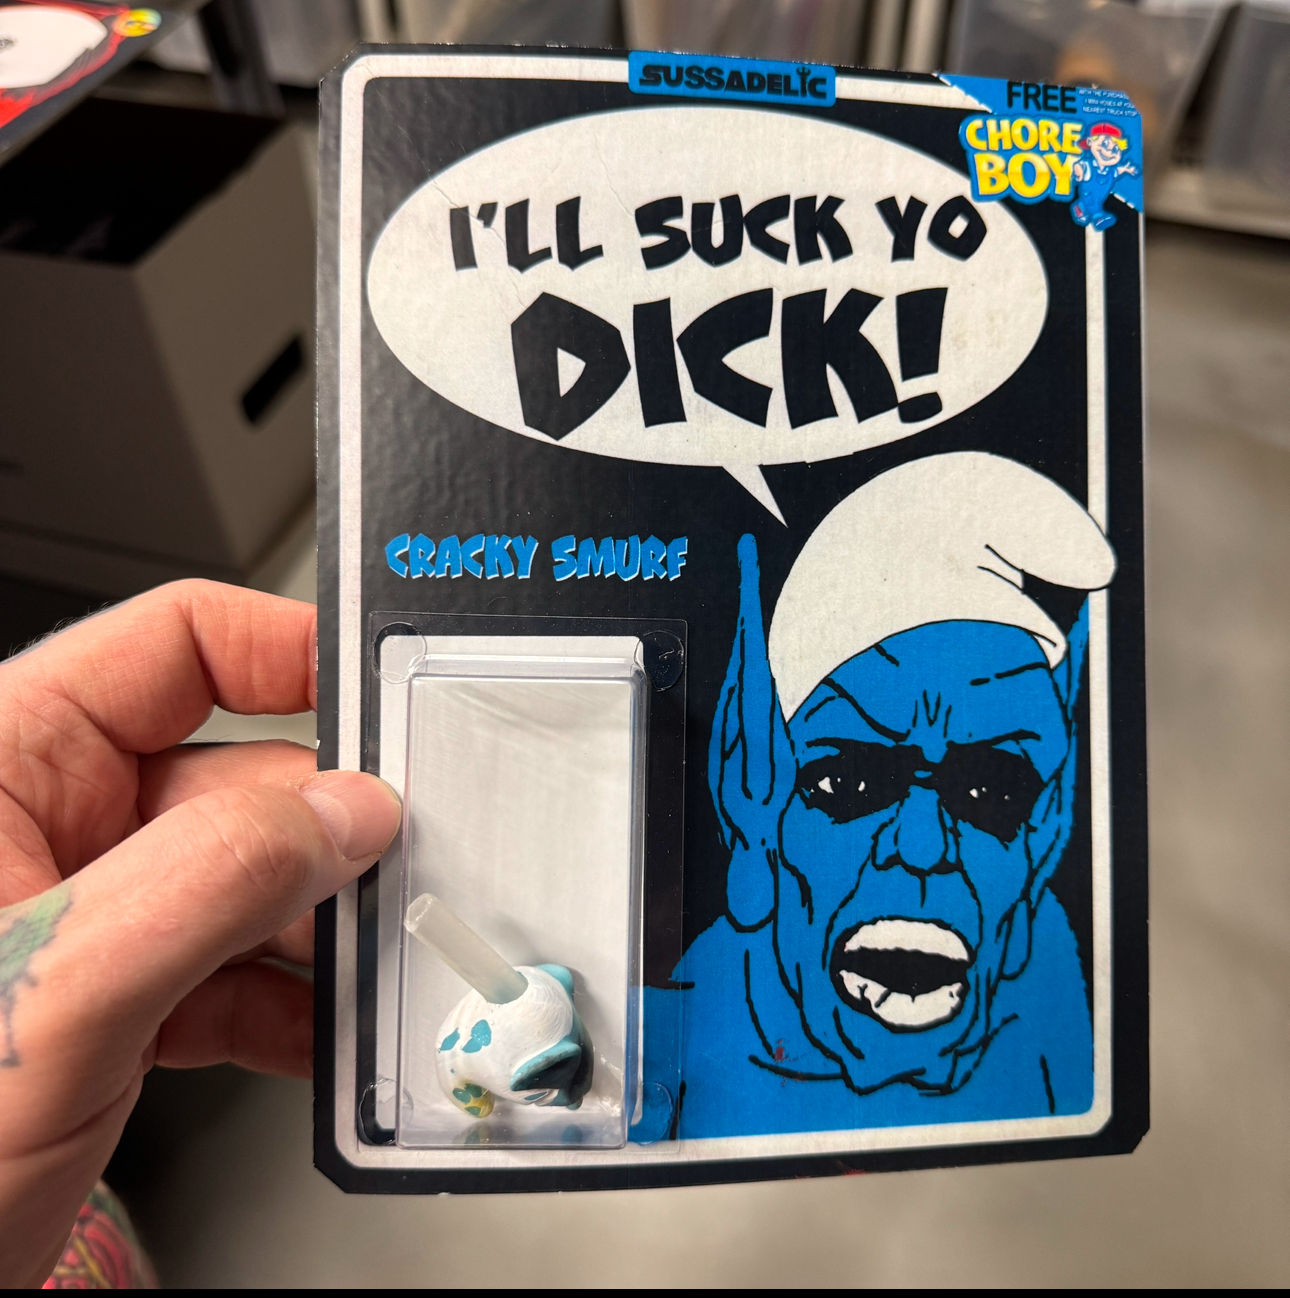 SUSSADELIC
FREE
CHORE
BOY
I'LL SUCK YO
DICK!
CRACKY SMURF